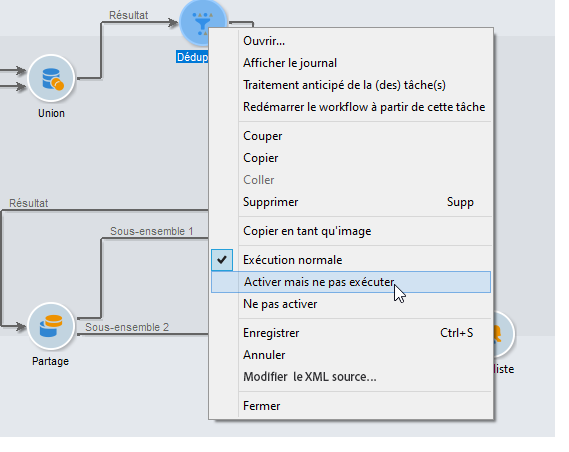 Résultat
Dédup
Union
Ouvrir...
Afficher le journal
Traitement anticipé de la (des) tâche(s)
Redémarrer le workflow à partir de cette tâche
Couper
Copier
Coller
Supprimer Supp
Copier en tant qu'image
Exécution normale
Activer mais ne pas exécuter
Ne pas activer
Enregistrer Ctrl+S
Annuler
Modifier le XML source...
Fermer
Résultat
Sous-ensemble 1
Sous-ensemble 2
Partage
liste